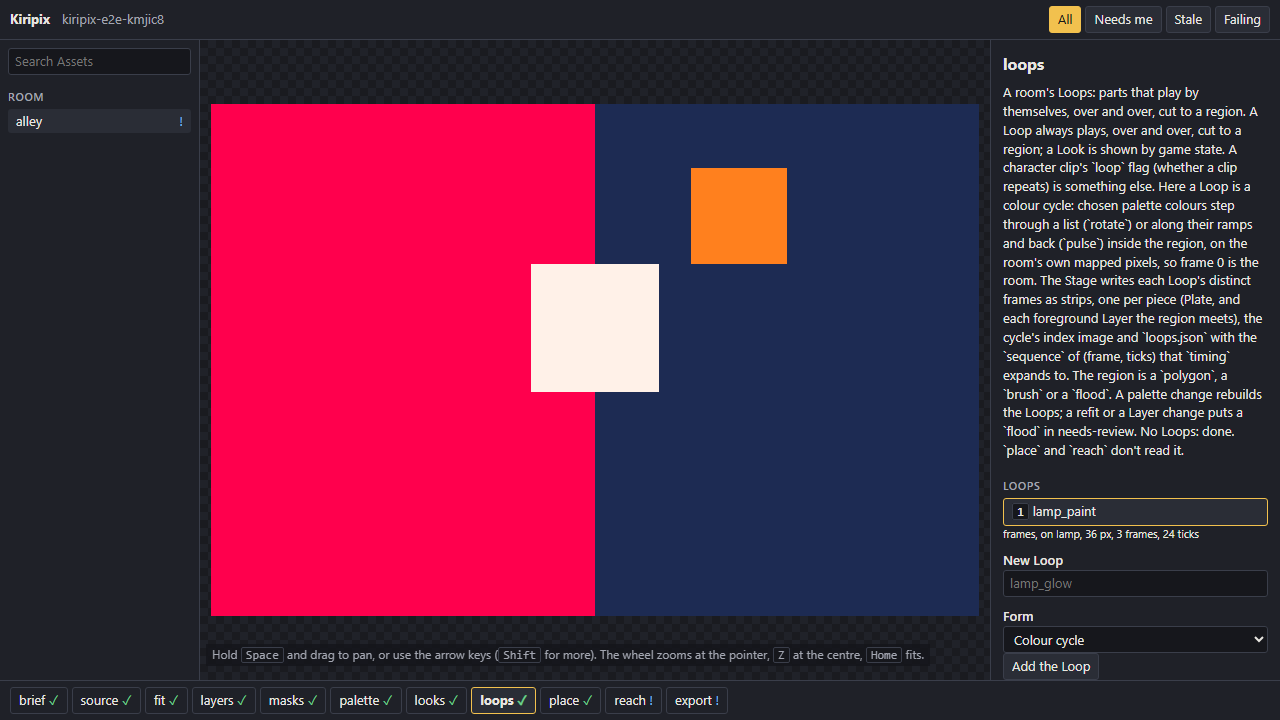 Kiripix kiripix-e2e-kmjic8 All Needs me Stale Failing
Search Assets
ROOM
alley !
Hold Space and drag to pan, or use the arrow keys (Shift for more). The wheel zooms at the pointer, Z at the centre, Home fits.
loops
A room's Loops: parts that play by
themselves, over and over, cut to a region. A
Loop always plays, over and over, cut to a
region; a Look is shown by game state. A
character clip's `loop` flag (whether a clip
repeats) is something else. Here a Loop is a
colour cycle: chosen palette colours step
through a list (`rotate`) or along their ramps
and back (`pulse`) inside the region, on the
room's own mapped pixels, so frame 0 is the
room. The Stage writes each Loop's distinct
frames as strips, one per piece (Plate, and
each foreground Layer the region meets), the
cycle's index image and `loops.json` with the
`sequence` of (frame, ticks) that `timing`
expands to. The region is a `polygon`, a
`brush` or a `flood`. A palette change rebuilds
the Loops; a refit or a Layer change puts a
`flood` in needs-review. No Loops: done.
`place` and `reach` don't read it.
LOOPS
1 lamp_paint
frames, on lamp, 36 px, 3 frames, 24 ticks
New Loop
lamp_glow
Form
Colour cycle
Add the Loop
brief ✓ source ✓ fit ✓ layers ✓ masks ✓ palette ✓ looks ✓ loops ✓ place ✓ reach ! export !